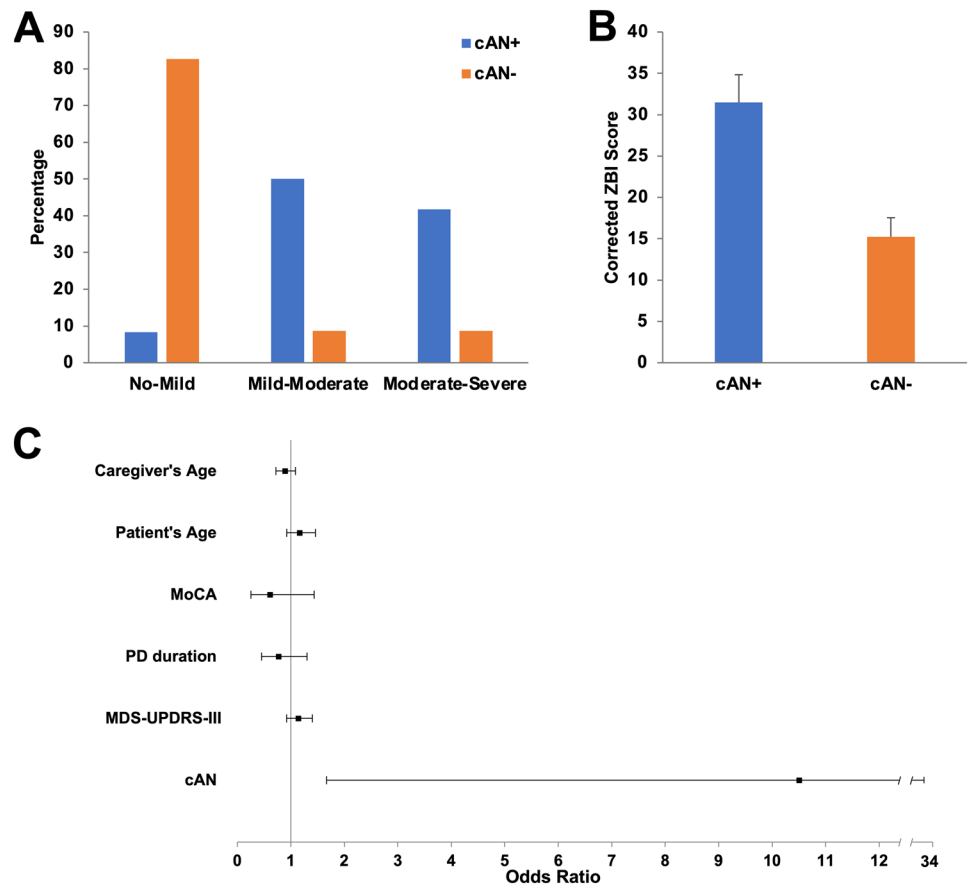 A
90
80
70
60
50
40
30
20
10
0
Percentage
cAN+
cAN-
No-Mild
Mild-Moderate
Moderate-Severe
B
40
35
30
25
20
15
10
5
0
Corrected ZBI Score
cAN+
cAN-
C
Caregiver's Age
Patient's Age
MoCA
PD duration
MDS-UPDRS-III
cAN
0 1 2 3 4 5 6 7 8 9 10 11 12 34
Odds Ratio